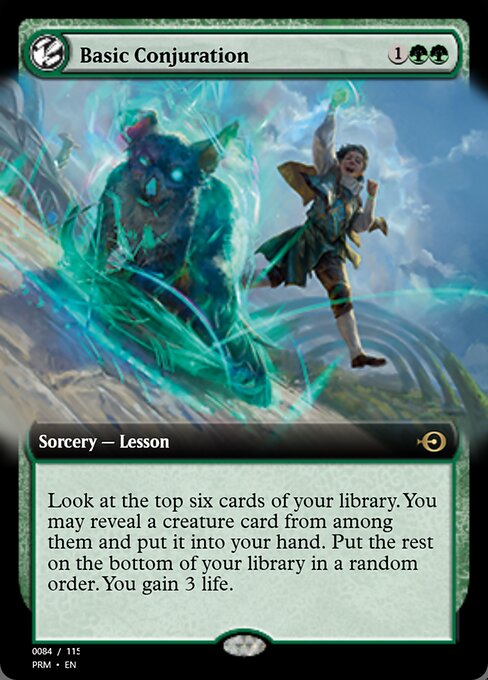 Basic Conjuration 1
Sorcery — Lesson
Look at the top six cards of your library. You
may reveal a creature card from among
them and put it into your hand. Put the rest
on the bottom of your library in a random
order. You gain 3 life.
0084 / 115
PRM • EN